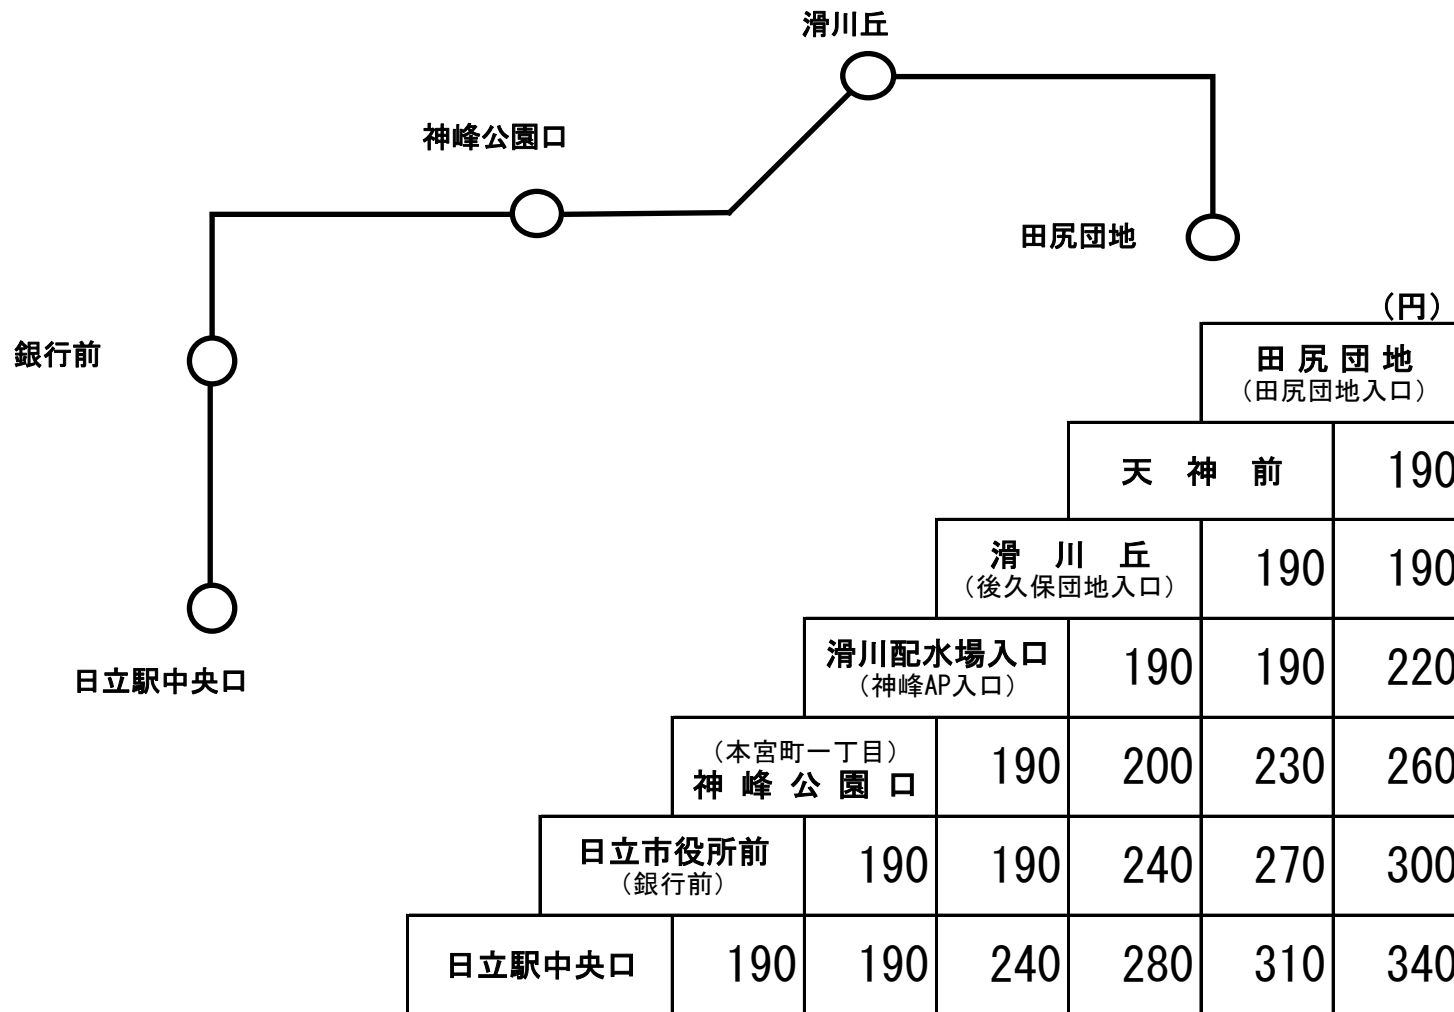 滑川丘
神峰公園口
田尻団地
銀行前
日立駅中央口
（円）
田尻団地
（田尻団地入口）
天神前 190
滑川丘
（後久保団地入口）
190 190
滑川配水場入口
（神峰AP入口）
190 190 220
（本宮町一丁目）
神峰公園口
190 200 230 260
日立市役所前
（銀行前）
190 190 240 270 300
日立駅中央口 190 190 240 280 310 340